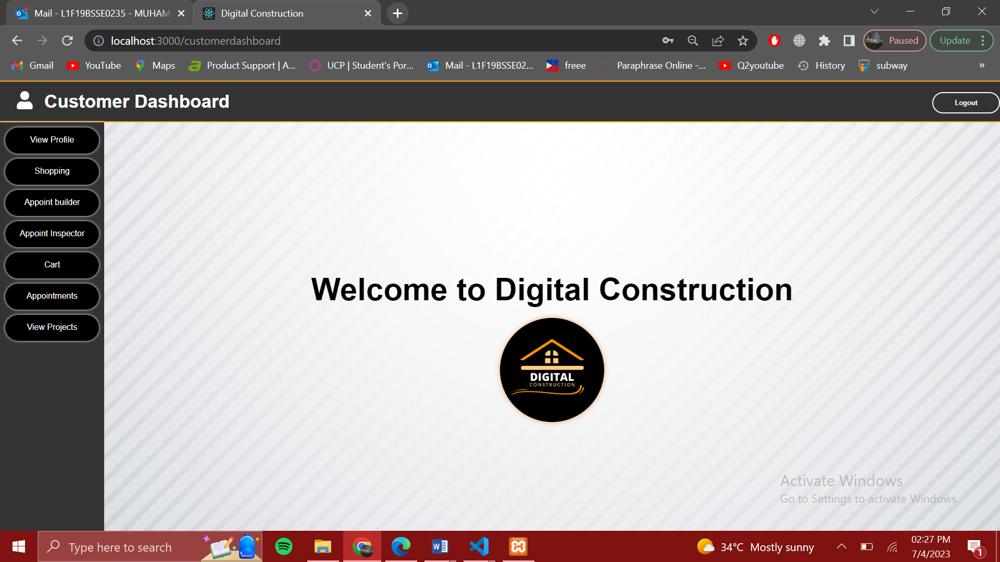 Mail - L1F19BSSE0235 - MUHAM
Digital Construction
localhost:3000/customerdashboard
Paused
Update
Gmail
YouTube
Maps
Product Support | A...
UCP | Student's Por...
Mail - L1F19BSSE02...
freee
Paraphrase Online -...
Q2youtube
History
subway
»
Customer Dashboard
Logout
View Profile
Shopping
Appoint builder
Appoint Inspector
Cart
Appointments
View Projects
Welcome to Digital Construction
DIGITAL
CONSTRUCTION
Activate Windows
Go to Settings to activate Windows.
Type here to search
34°C Mostly sunny
02:27 PM
7/4/2023
1